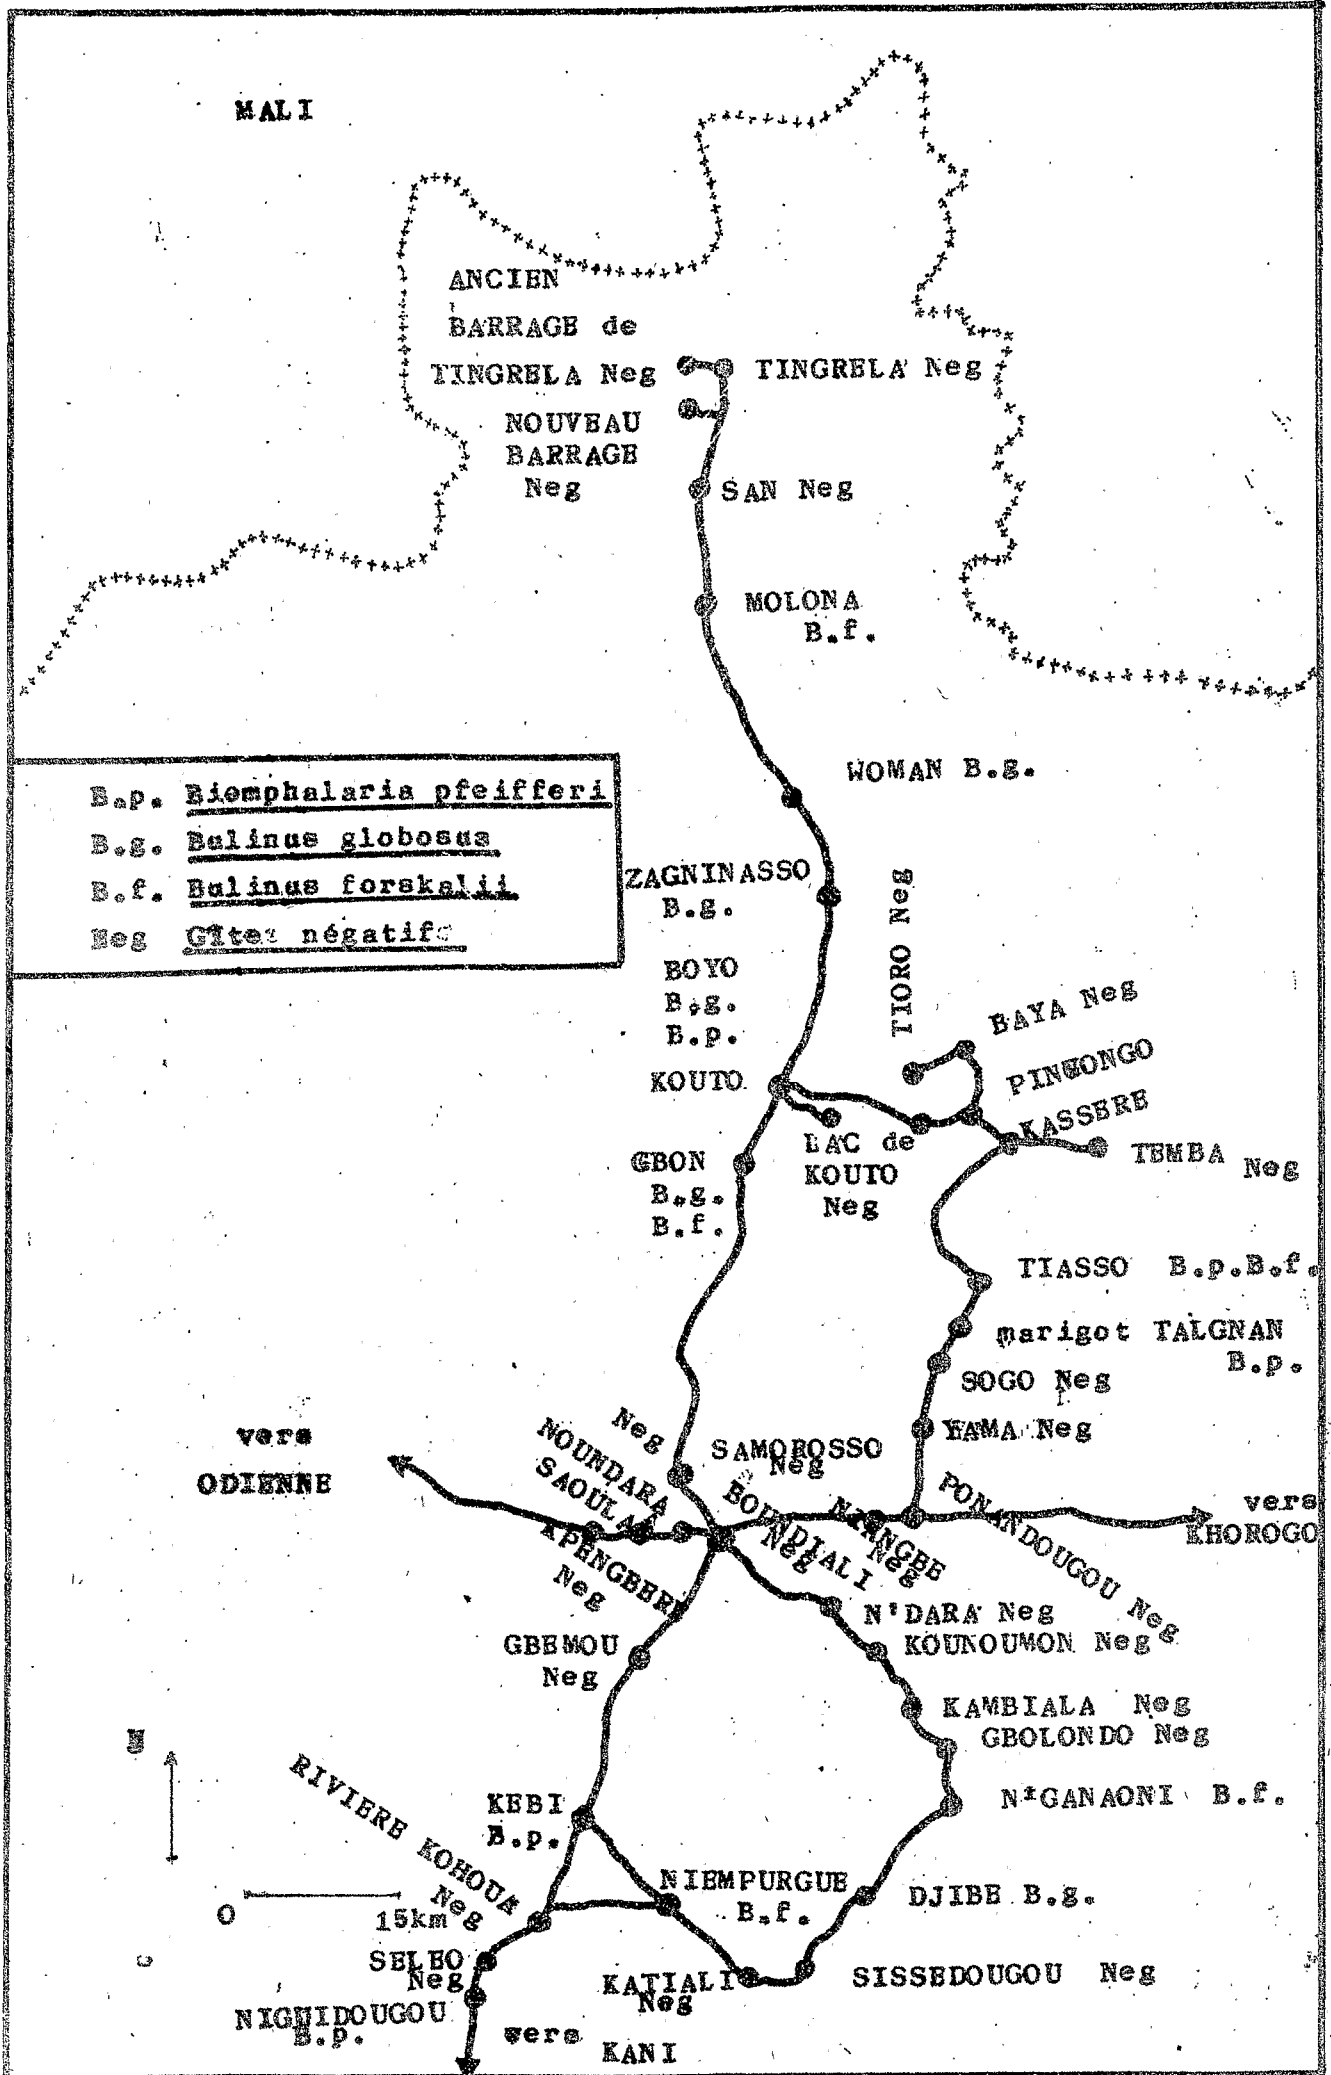 MALI
ANCIEN
BARRAGE de
TINGRELA Neg
TINGRELA Neg
NOUVEAU
BARRAGE
Neg
SAN Neg
MOLONA
B.f.
WOMAN B.g.
B.p. Biomphalaria pfeifferi
B.g. Bulinus globosus
B.f. Bulinus forskalii
Neg Gîtes négatifs
ZAGNINASSO
B.g.
TIORO Neg
BOYO
B.g.
B.p.
BAYA Neg
KOUTO
PINGONGO
KASSERE
LAC de
KOUTO
Neg
TEMBA Neg
GBON
B.g.
B.f.
TIASSO B.p.B.f.
marigot TALGNAN
B.p.
SOGO Neg
YAMA Neg
vers
ODIENNE
Neg
NOUNDARA
SAOULA
KPENGBERE
Neg
SAMOROSSO
Neg
BOUNDIALI
Neg
NIANGBE
Neg
PONANDOUGOU Neg
vers
KHOROGO
N'DARA Neg
KOUNOUMON Neg
GBEMOU
Neg
KAMBIALA Neg
GBOLONDO Neg
N
RIVIERE KOHOUA
Neg
KEBI
B.p.
N'GANAONI B.f.
NIEMPURGUE
B.f.
DJIBE B.g.
0 15km
SELEO
Neg
KATIALI
Neg
SISSEDOUGOU Neg
NIGUIDOUGOU
B.p.
vers
KANI